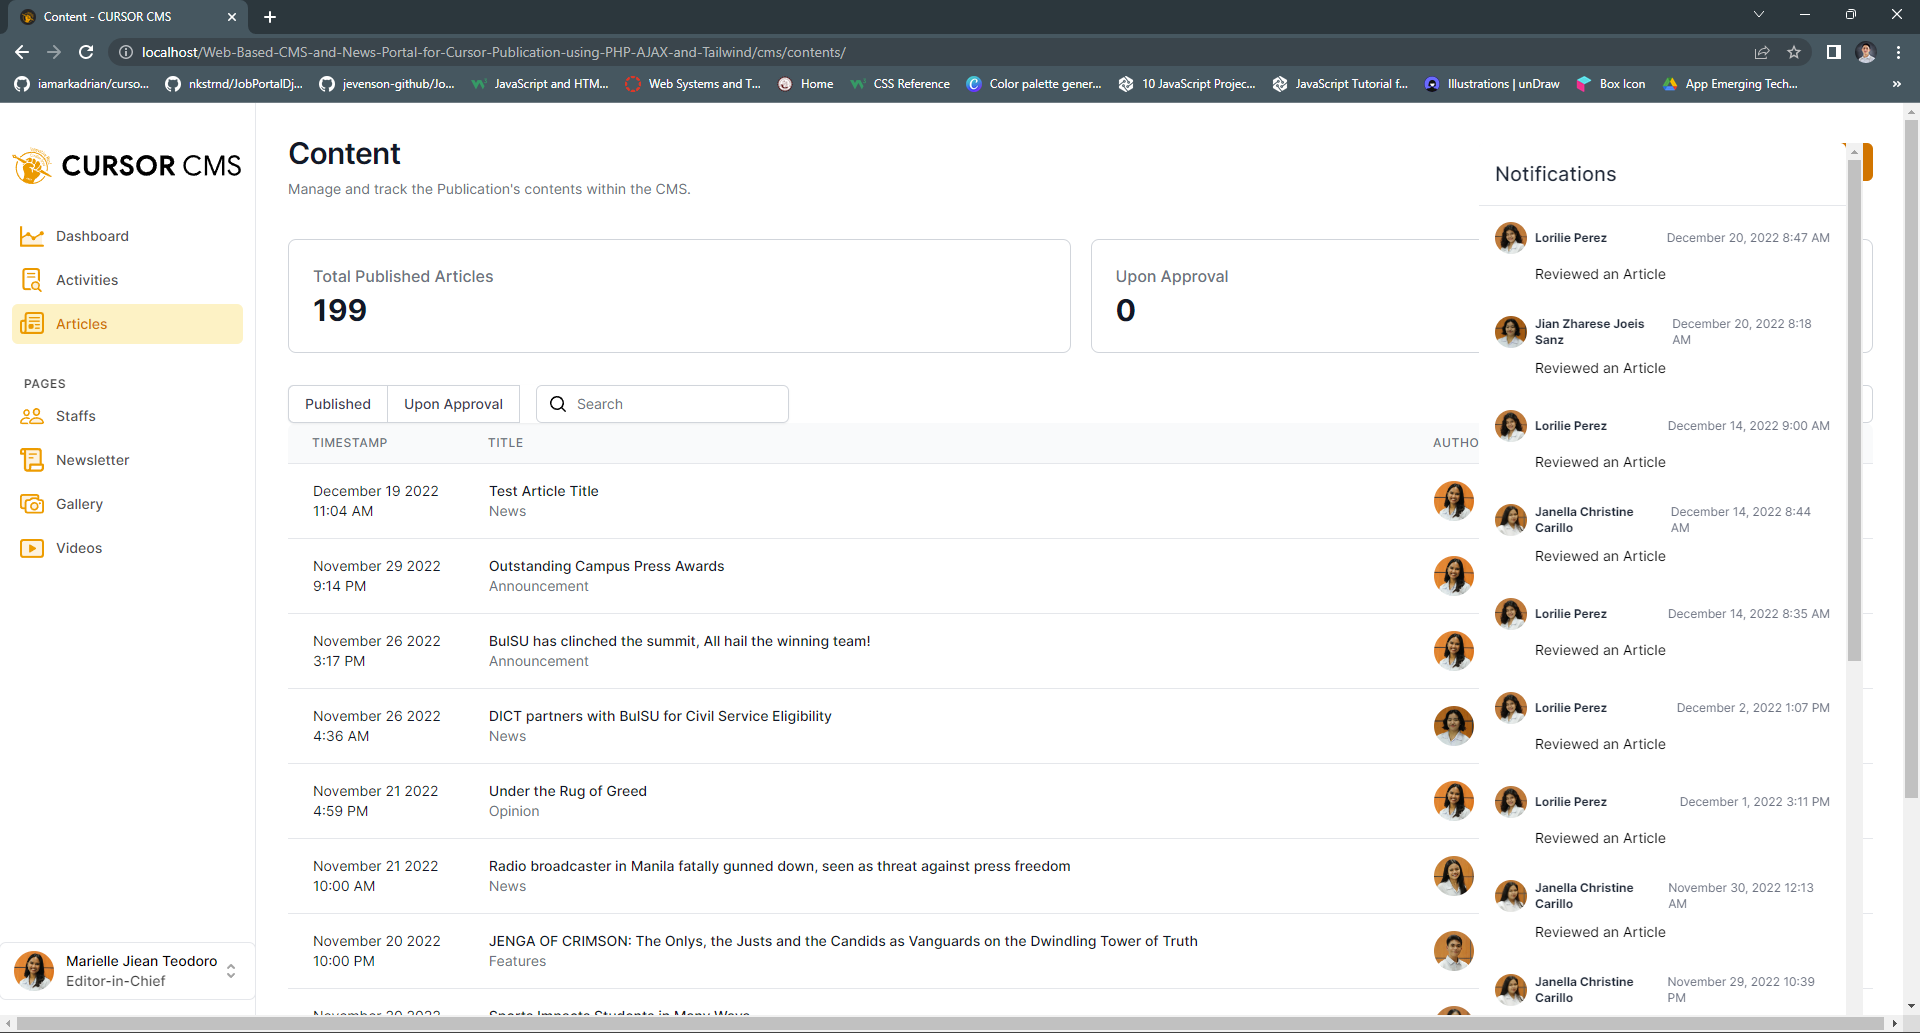 Content - CURSOR CMS
localhost/Web-Based-CMS-and-News-Portal-for-Cursor-Publication-using-PHP-AJAX-and-Tailwind/cms/contents/
iamarkadrian/curso...
nkstrnd/JobPortalDj...
jevenson-github/Jo...
JavaScript and HTM...
Web Systems and T...
Home
CSS Reference
Color palette gener...
10 JavaScript Projec...
JavaScript Tutorial f...
Illustrations | unDraw
Box Icon
App Emerging Tech...
CURSOR CMS
Dashboard
Activities
Articles
PAGES
Staffs
Newsletter
Gallery
Videos
Marielle Jiean Teodoro
Editor-in-Chief
Content
Manage and track the Publication's contents within the CMS.
Total Published Articles
199
Upon Approval
0
Published
Upon Approval
Search
TIMESTAMP
TITLE
AUTHO
December 19 2022
11:04 AM
Test Article Title
News
November 29 2022
9:14 PM
Outstanding Campus Press Awards
Announcement
November 26 2022
3:17 PM
BulSU has clinched the summit, All hail the winning team!
Announcement
November 26 2022
4:36 AM
DICT partners with BulSU for Civil Service Eligibility
News
November 21 2022
4:59 PM
Under the Rug of Greed
Opinion
November 21 2022
10:00 AM
Radio broadcaster in Manila fatally gunned down, seen as threat against press freedom
News
November 20 2022
10:00 PM
JENGA OF CRIMSON: The Onlys, the Justs and the Candids as Vanguards on the Dwindling Tower of Truth
Features
November 20 2022
Sports Impacts Students in Many Ways
Notifications
Lorilie Perez
December 20, 2022 8:47 AM
Reviewed an Article
Jian Zharese Joeis
Sanz
December 20, 2022 8:18
AM
Reviewed an Article
Lorilie Perez
December 14, 2022 9:00 AM
Reviewed an Article
Janella Christine
Carillo
December 14, 2022 8:44
AM
Reviewed an Article
Lorilie Perez
December 14, 2022 8:35 AM
Reviewed an Article
Lorilie Perez
December 2, 2022 1:07 PM
Reviewed an Article
Lorilie Perez
December 1, 2022 3:11 PM
Reviewed an Article
Janella Christine
Carillo
November 30, 2022 12:13
AM
Reviewed an Article
Janella Christine
Carillo
November 29, 2022 10:39
PM